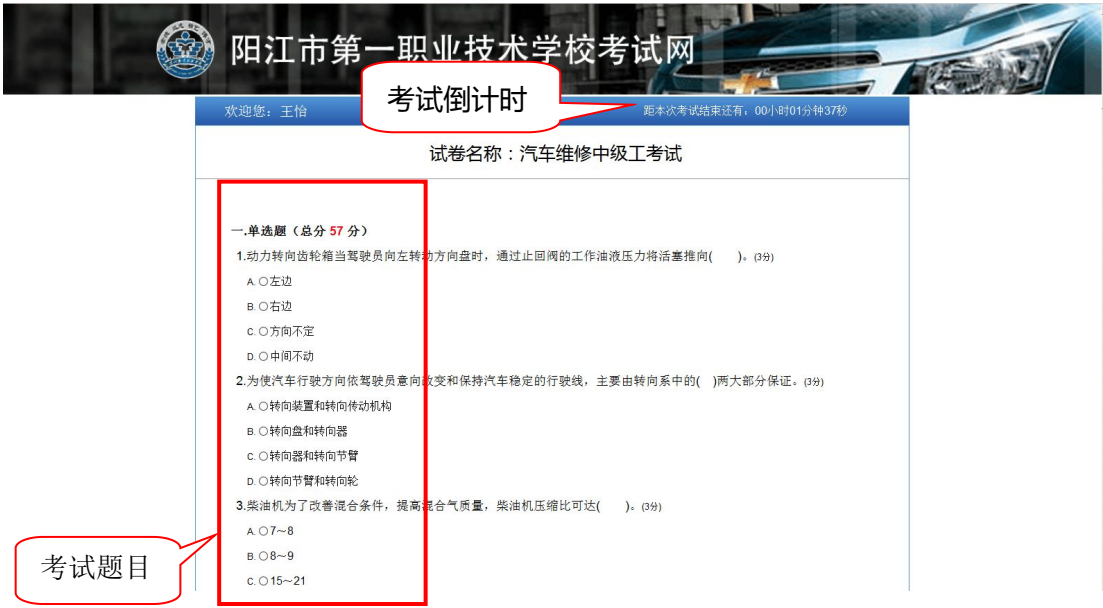 阳江市第一职业技术学校考试网
考试倒计时
欢迎您：王怡
距本次考试结束还有，00小时01分钟37秒
试卷名称：汽车维修中级工考试
一.单选题（总分 57 分）
1.动力转向齿轮箱当驾驶员向左转动方向盘时，通过止回阀的工作油液压力将活塞推向(　　)。(3分)
A.○左边
B.○右边
C.○方向不定
D.○中间不动
2.为使汽车行驶方向依驾驶员意向改变和保持汽车稳定的行驶线，主要由转向系中的(　)两大部分保证。(3分)
A.○转向装置和转向传动机构
B.○转向盘和转向器
C.○转向器和转向节臂
D.○转向节臂和转向轮
3.柴油机为了改善混合条件，提高混合气质量，柴油机压缩比可达(　　)。(3分)
A.○7～8
B.○8～9
C.○15～21
考试题目